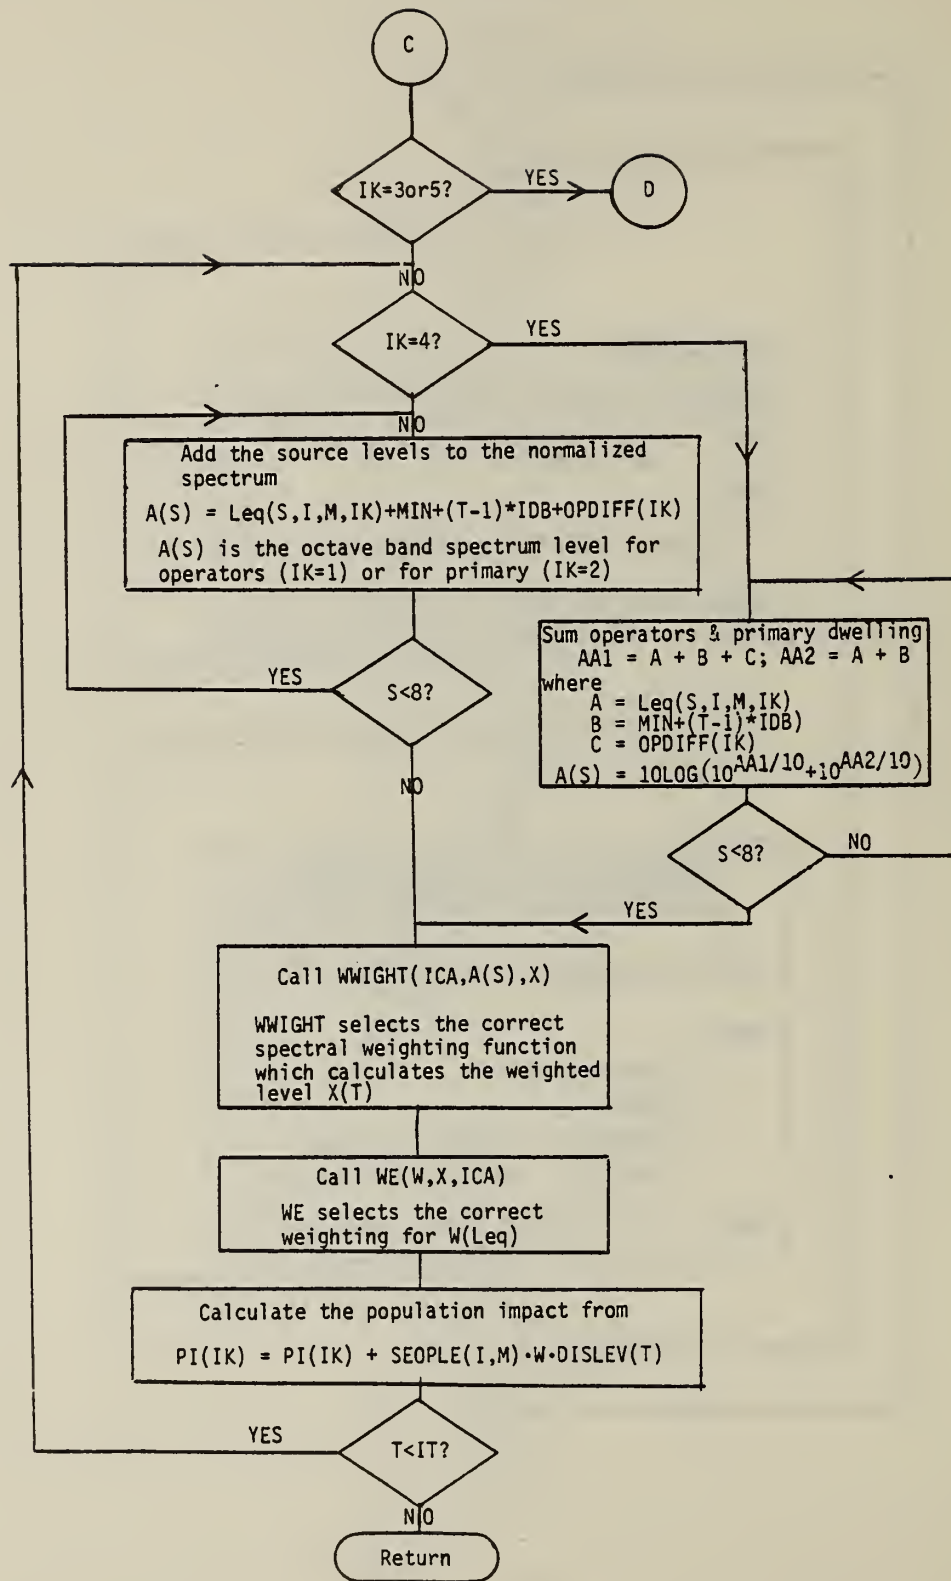 C
IK=3or5?
YES
D
NO
IK=4?
YES
NO
Add the source levels to the normalized
spectrum
A(S) = Leq(S,I,M,IK)+MIN+(T-1)*IDB+OPDIFF(IK)
A(S) is the octave band spectrum level for
operators (IK=1) or for primary (IK=2)
YES
S<8?
NO
Sum operators & primary dwelling
AA1 = A + B + C; AA2 = A + B
where
A = Leq(S,I,M,IK)
B = MIN+(T-1)*IDB)
C = OPDIFF(IK)
A(S) = 10LOG(10^AA1/10+10^AA2/10)
S<8?
NO
YES
Call WWIGHT(ICA,A(S),X)
WWIGHT selects the correct
spectral weighting function
which calculates the weighted
level X(T)
Call WE(W,X,ICA)
WE selects the correct
weighting for W(Leq)
Calculate the population impact from
PI(IK) = PI(IK) + SEOPLE(I,M)·W·DISLEV(T)
YES
T<IT?
NO
Return